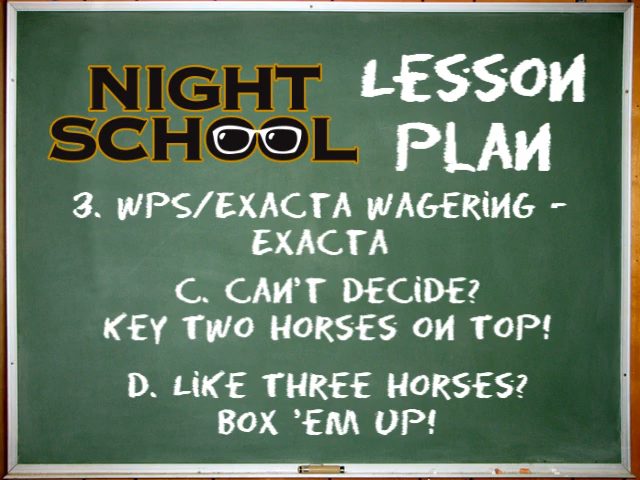 NIGHT
SCHOOL
LESSON
PLAN
3. WPS/EXACTA WAGERING -
EXACTA
C. CAN'T DECIDE?
KEY TWO HORSES ON TOP!
D. LIKE THREE HORSES?
BOX 'EM UP!